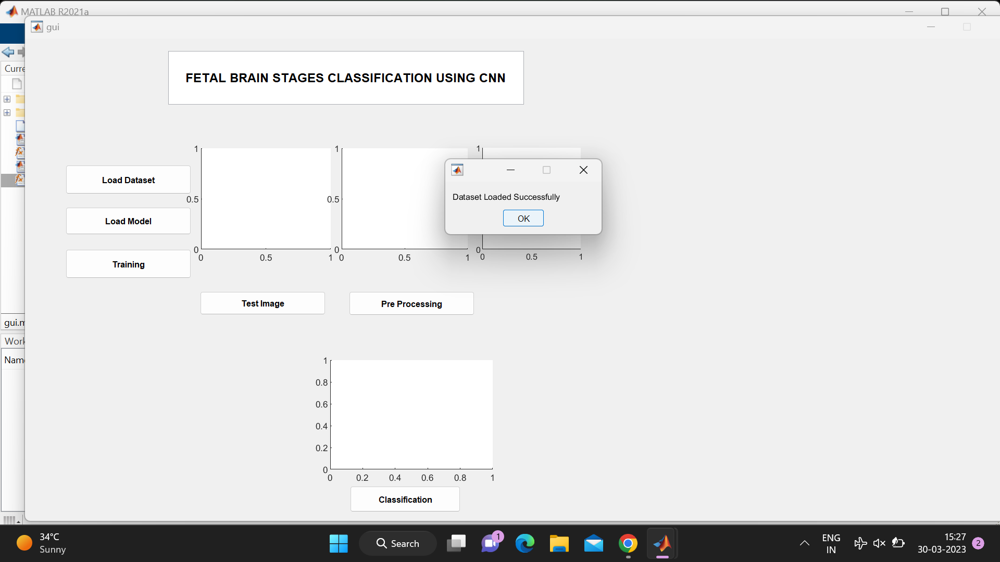 MATLAB R2021a
gui
Curre
FETAL BRAIN STAGES CLASSIFICATION USING CNN
Load Dataset
Load Model
Training
1
0.5
0
0 0.5 1
1
0.5
0
0 0.5 1
1
0
0 0.5 1
Dataset Loaded Successfully
OK
Test Image
Pre Processing
gui.m
Work
Name
1
0.8
0.6
0.4
0.2
0
0 0.2 0.4 0.6 0.8 1
Classification
34°C
Sunny
Search
1
ENG
IN
15:27
30-03-2023
2